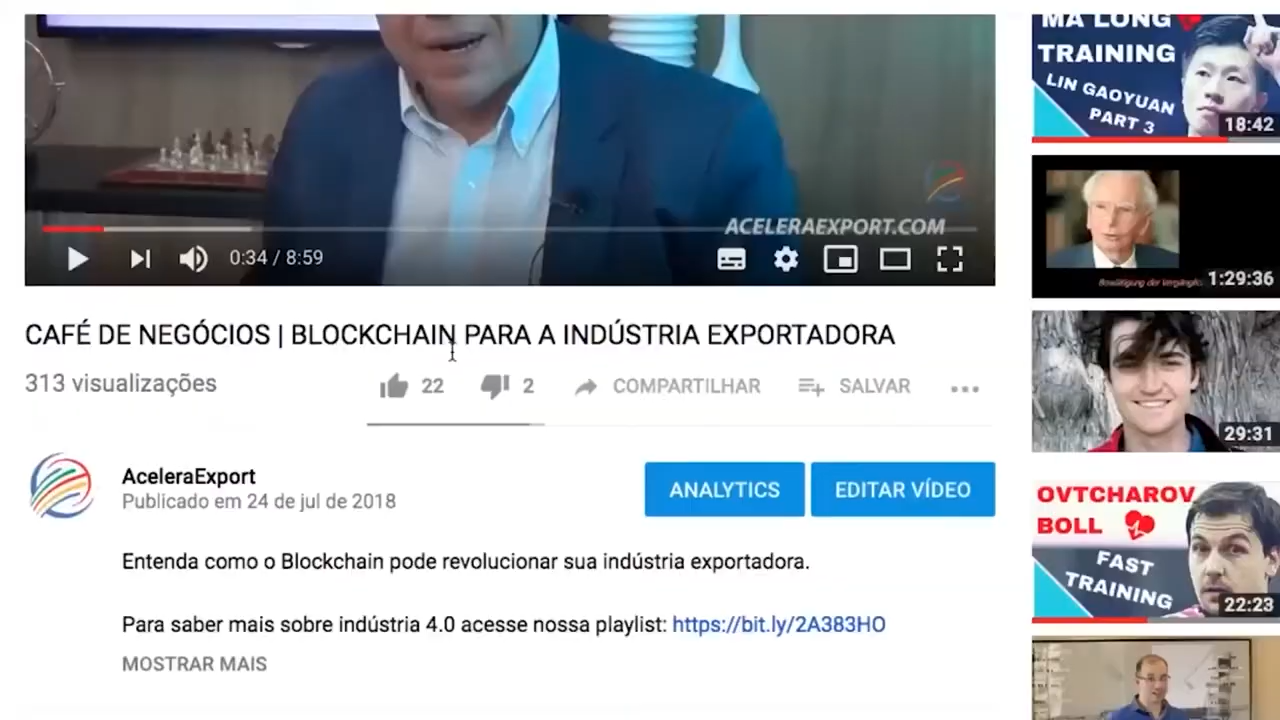 ACELERAEXPORT.COM
0:34 / 8:59
CAFÉ DE NEGÓCIOS | BLOCKCHAIN PARA A INDÚSTRIA EXPORTADORA
313 visualizações
22
2
COMPARTILHAR
SALVAR
AceleraExport
Publicado em 24 de jul de 2018
ANALYTICS
EDITAR VÍDEO
Entenda como o Blockchain pode revolucionar sua indústria exportadora.
Para saber mais sobre indústria 4.0 acesse nossa playlist: https://bit.ly/2A383HO
MOSTRAR MAIS
MA LONG
TRAINING
LIN GAOYUAN
PART 3
18:42
1:29:36
29:31
OVTCHAROV
BOLL
FAST
TRAINING
22:23